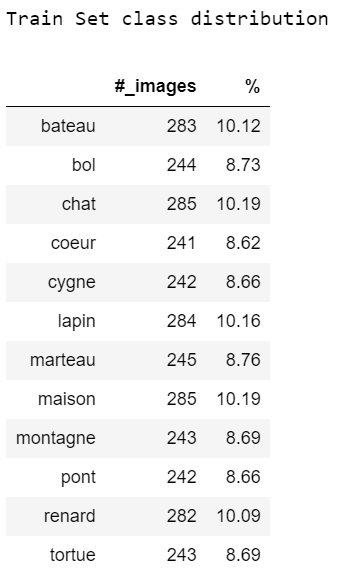 Train Set class distribution
#_images %
bateau 283 10.12
bol 244 8.73
chat 285 10.19
coeur 241 8.62
cygne 242 8.66
lapin 284 10.16
marteau 245 8.76
maison 285 10.19
montagne 243 8.69
pont 242 8.66
renard 282 10.09
tortue 243 8.69